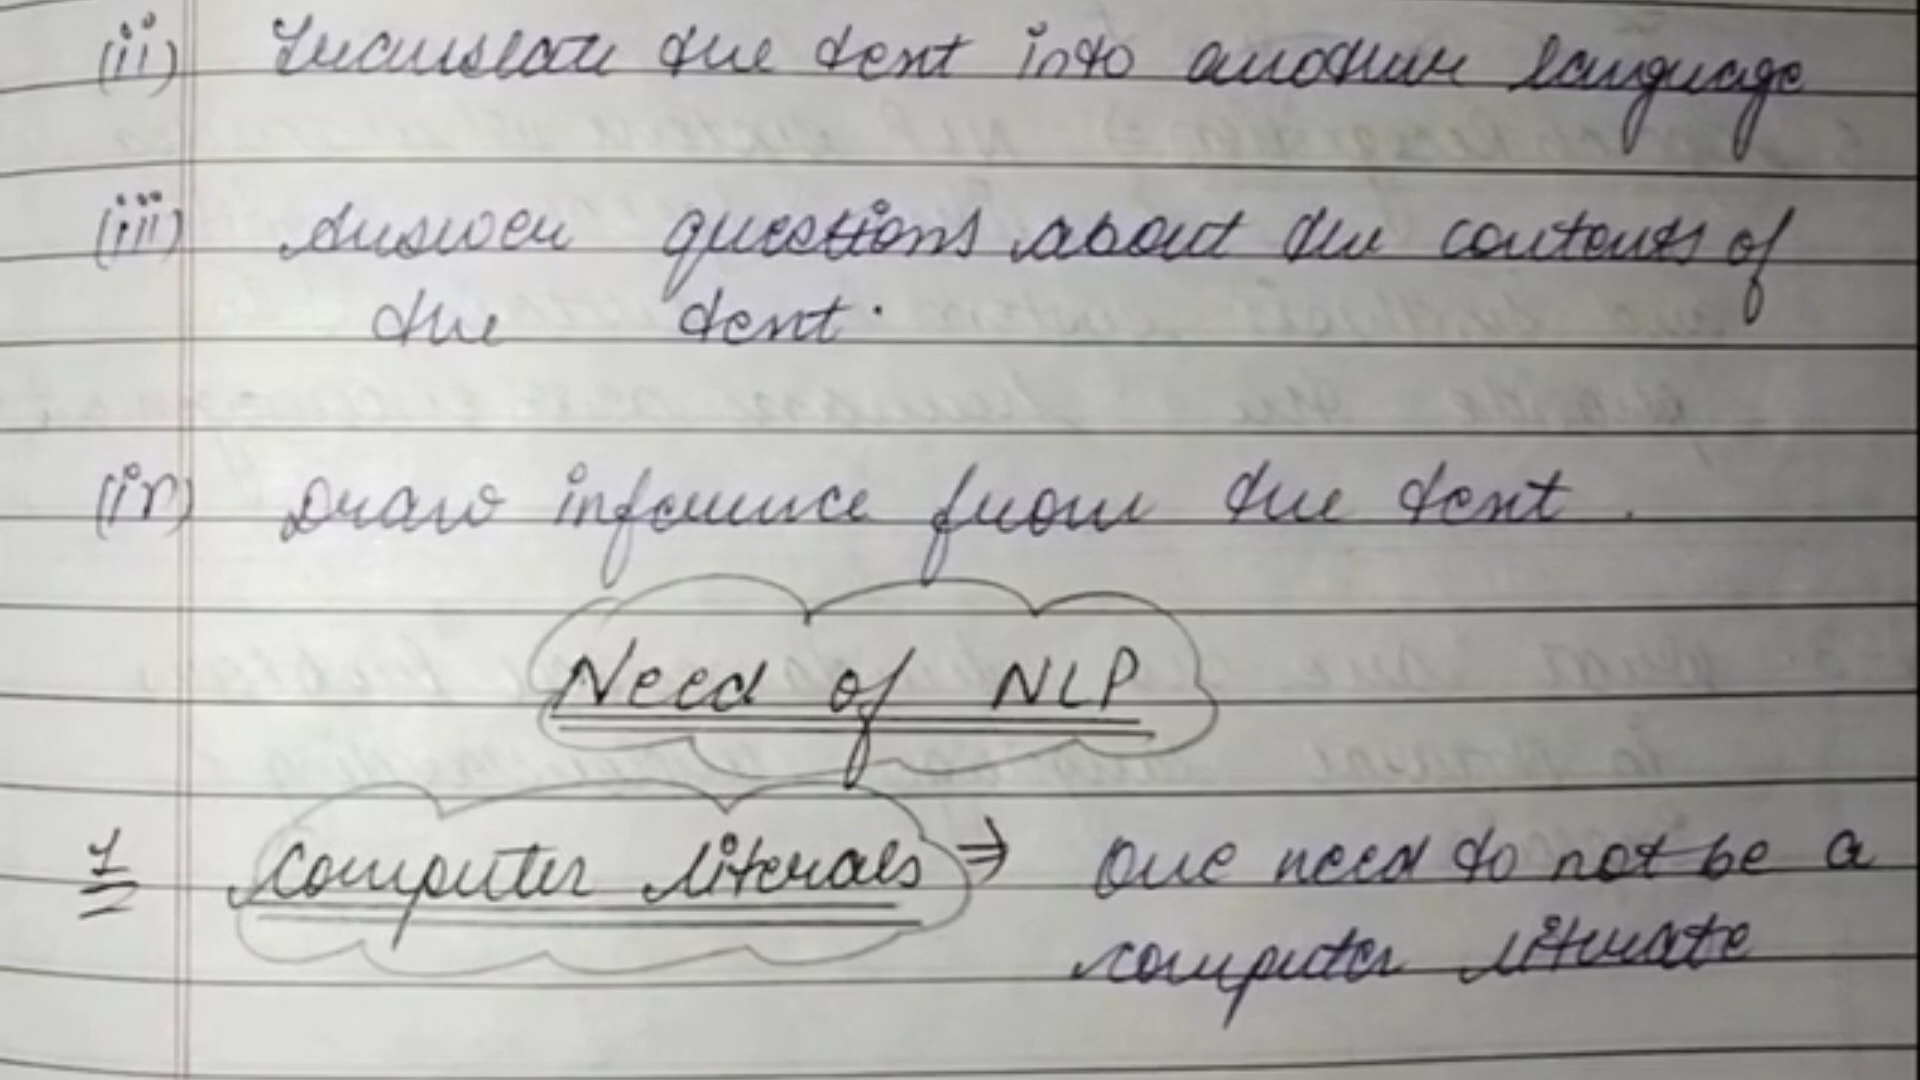 (ii) Translate the text into another language
(iii) Answer questions about the contents of
the text.
(iv) Draw inference from the text.
Need of NLP
1 Computer literals ⇒ One need to not be a
computer literate